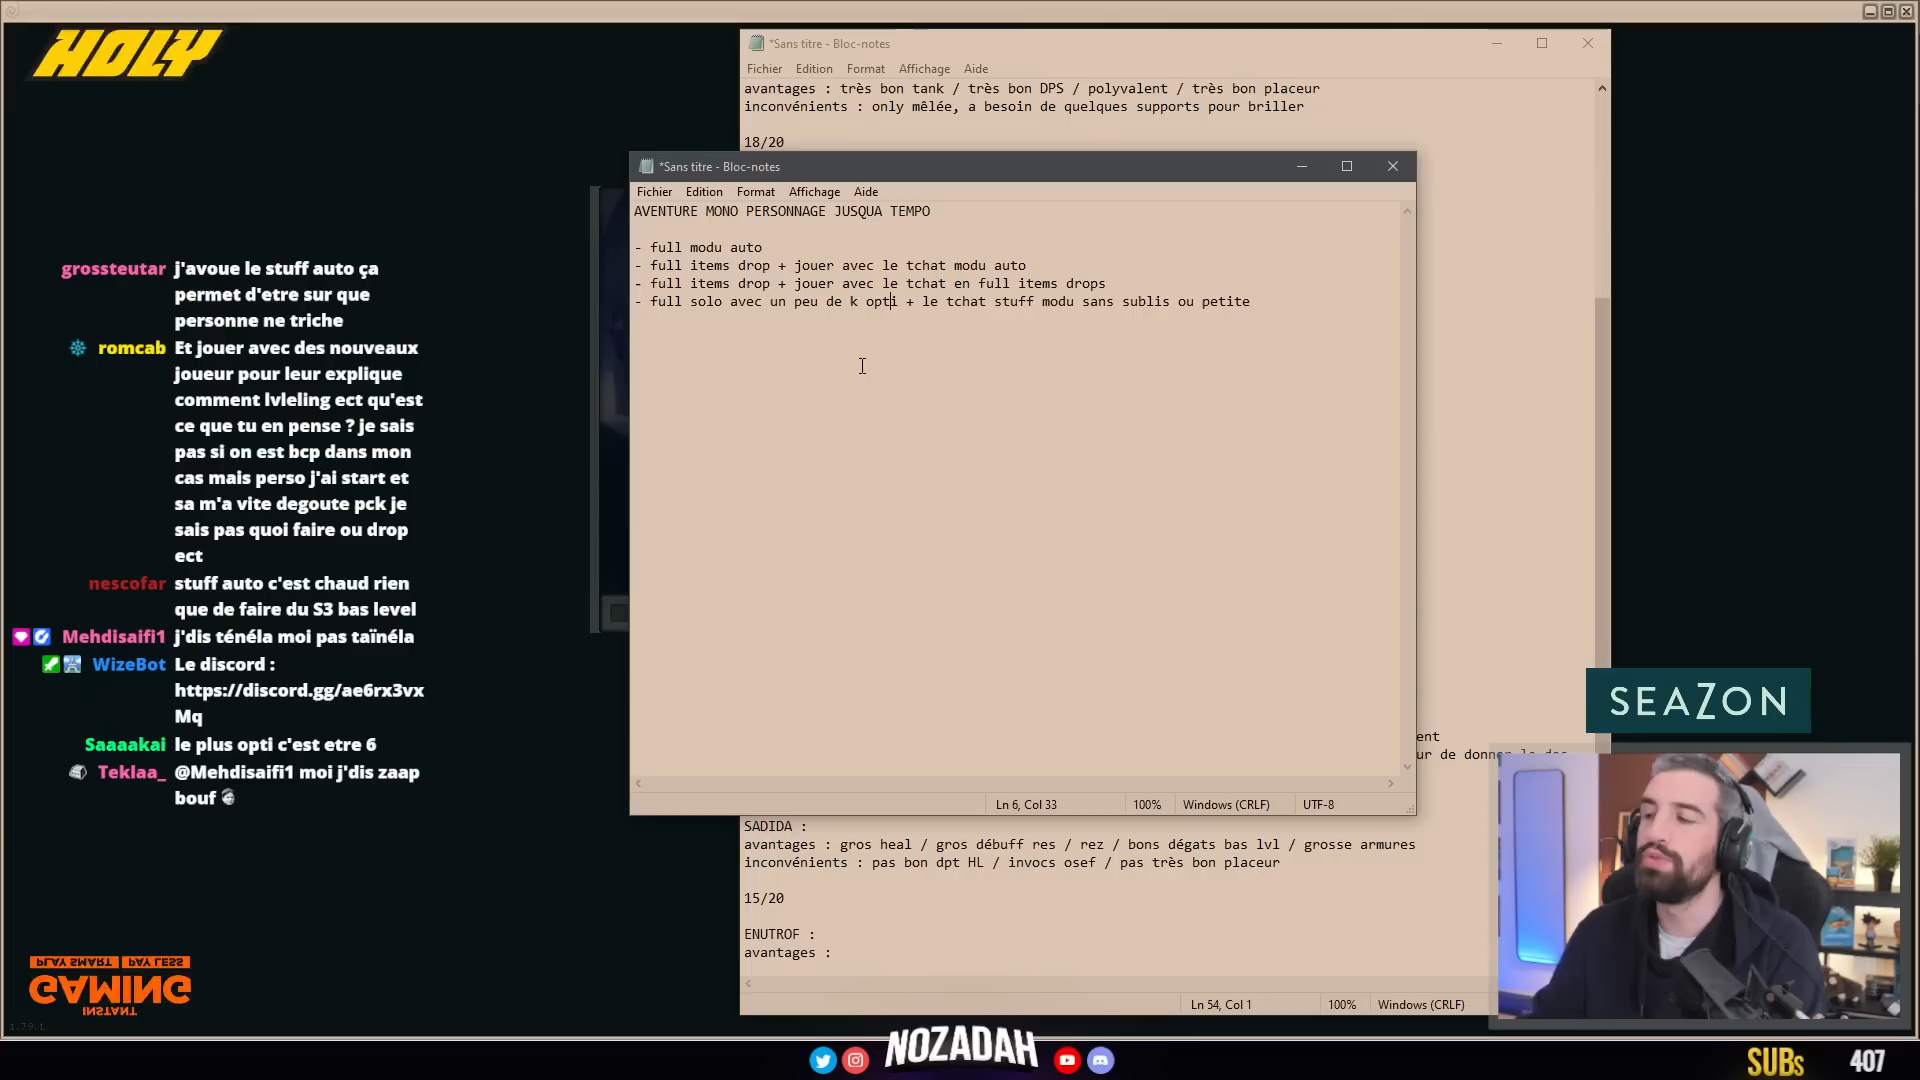 HOLY
*Sans titre - Bloc-notes
Fichier Edition Format Affichage Aide
avantages : très bon tank / très bon DPS / polyvalent / très bon placeur
inconvénients : only mêlée, a besoin de quelques supports pour briller
18/20
*Sans titre - Bloc-notes
Fichier Edition Format Affichage Aide
AVENTURE MONO PERSONNAGE JUSQUA TEMPO
- full modu auto
- full items drop + jouer avec le tchat modu auto
- full items drop + jouer avec le tchat en full items drops
- full solo avec un peu de k opti + le tchat stuff modu sans sublis ou petite
Ln 6, Col 33 100% Windows (CRLF) UTF-8
grossteutar j'avoue le stuff auto ça
permet d'etre sur que
personne ne triche
romcab Et jouer avec des nouveaux
joueur pour leur explique
comment lvleling ect qu'est
ce que tu en pense ? je sais
pas si on est bcp dans mon
cas mais perso j'ai start et
sa m'a vite degoute pck je
sais pas quoi faire ou drop
ect
nescofar stuff auto c'est chaud rien
que de faire du S3 bas level
Mehdisaifi1 j'dis ténéla moi pas taïnéla
WizeBot Le discord :
https://discord.gg/ae6rx3vx
Mq
Saaaakai le plus opti c'est etre 6
Teklaa_ @Mehdisaifi1 moi j'dis zaap
bouf
SEAZON
ent
ur de donner le des
SADIDA :
avantages : gros heal / gros débuff res / rez / bons dégats bas lvl / grosse armures
inconvénients : pas bon dpt HL / invocs osef / pas très bon placeur
15/20
ENUTROF :
avantages :
Ln 54, Col 1 100% Windows (CRLF)
PLAY SMART PAY LESS
GAMING
INSTANT
1.79.1
NOZADAH
SUBs 407